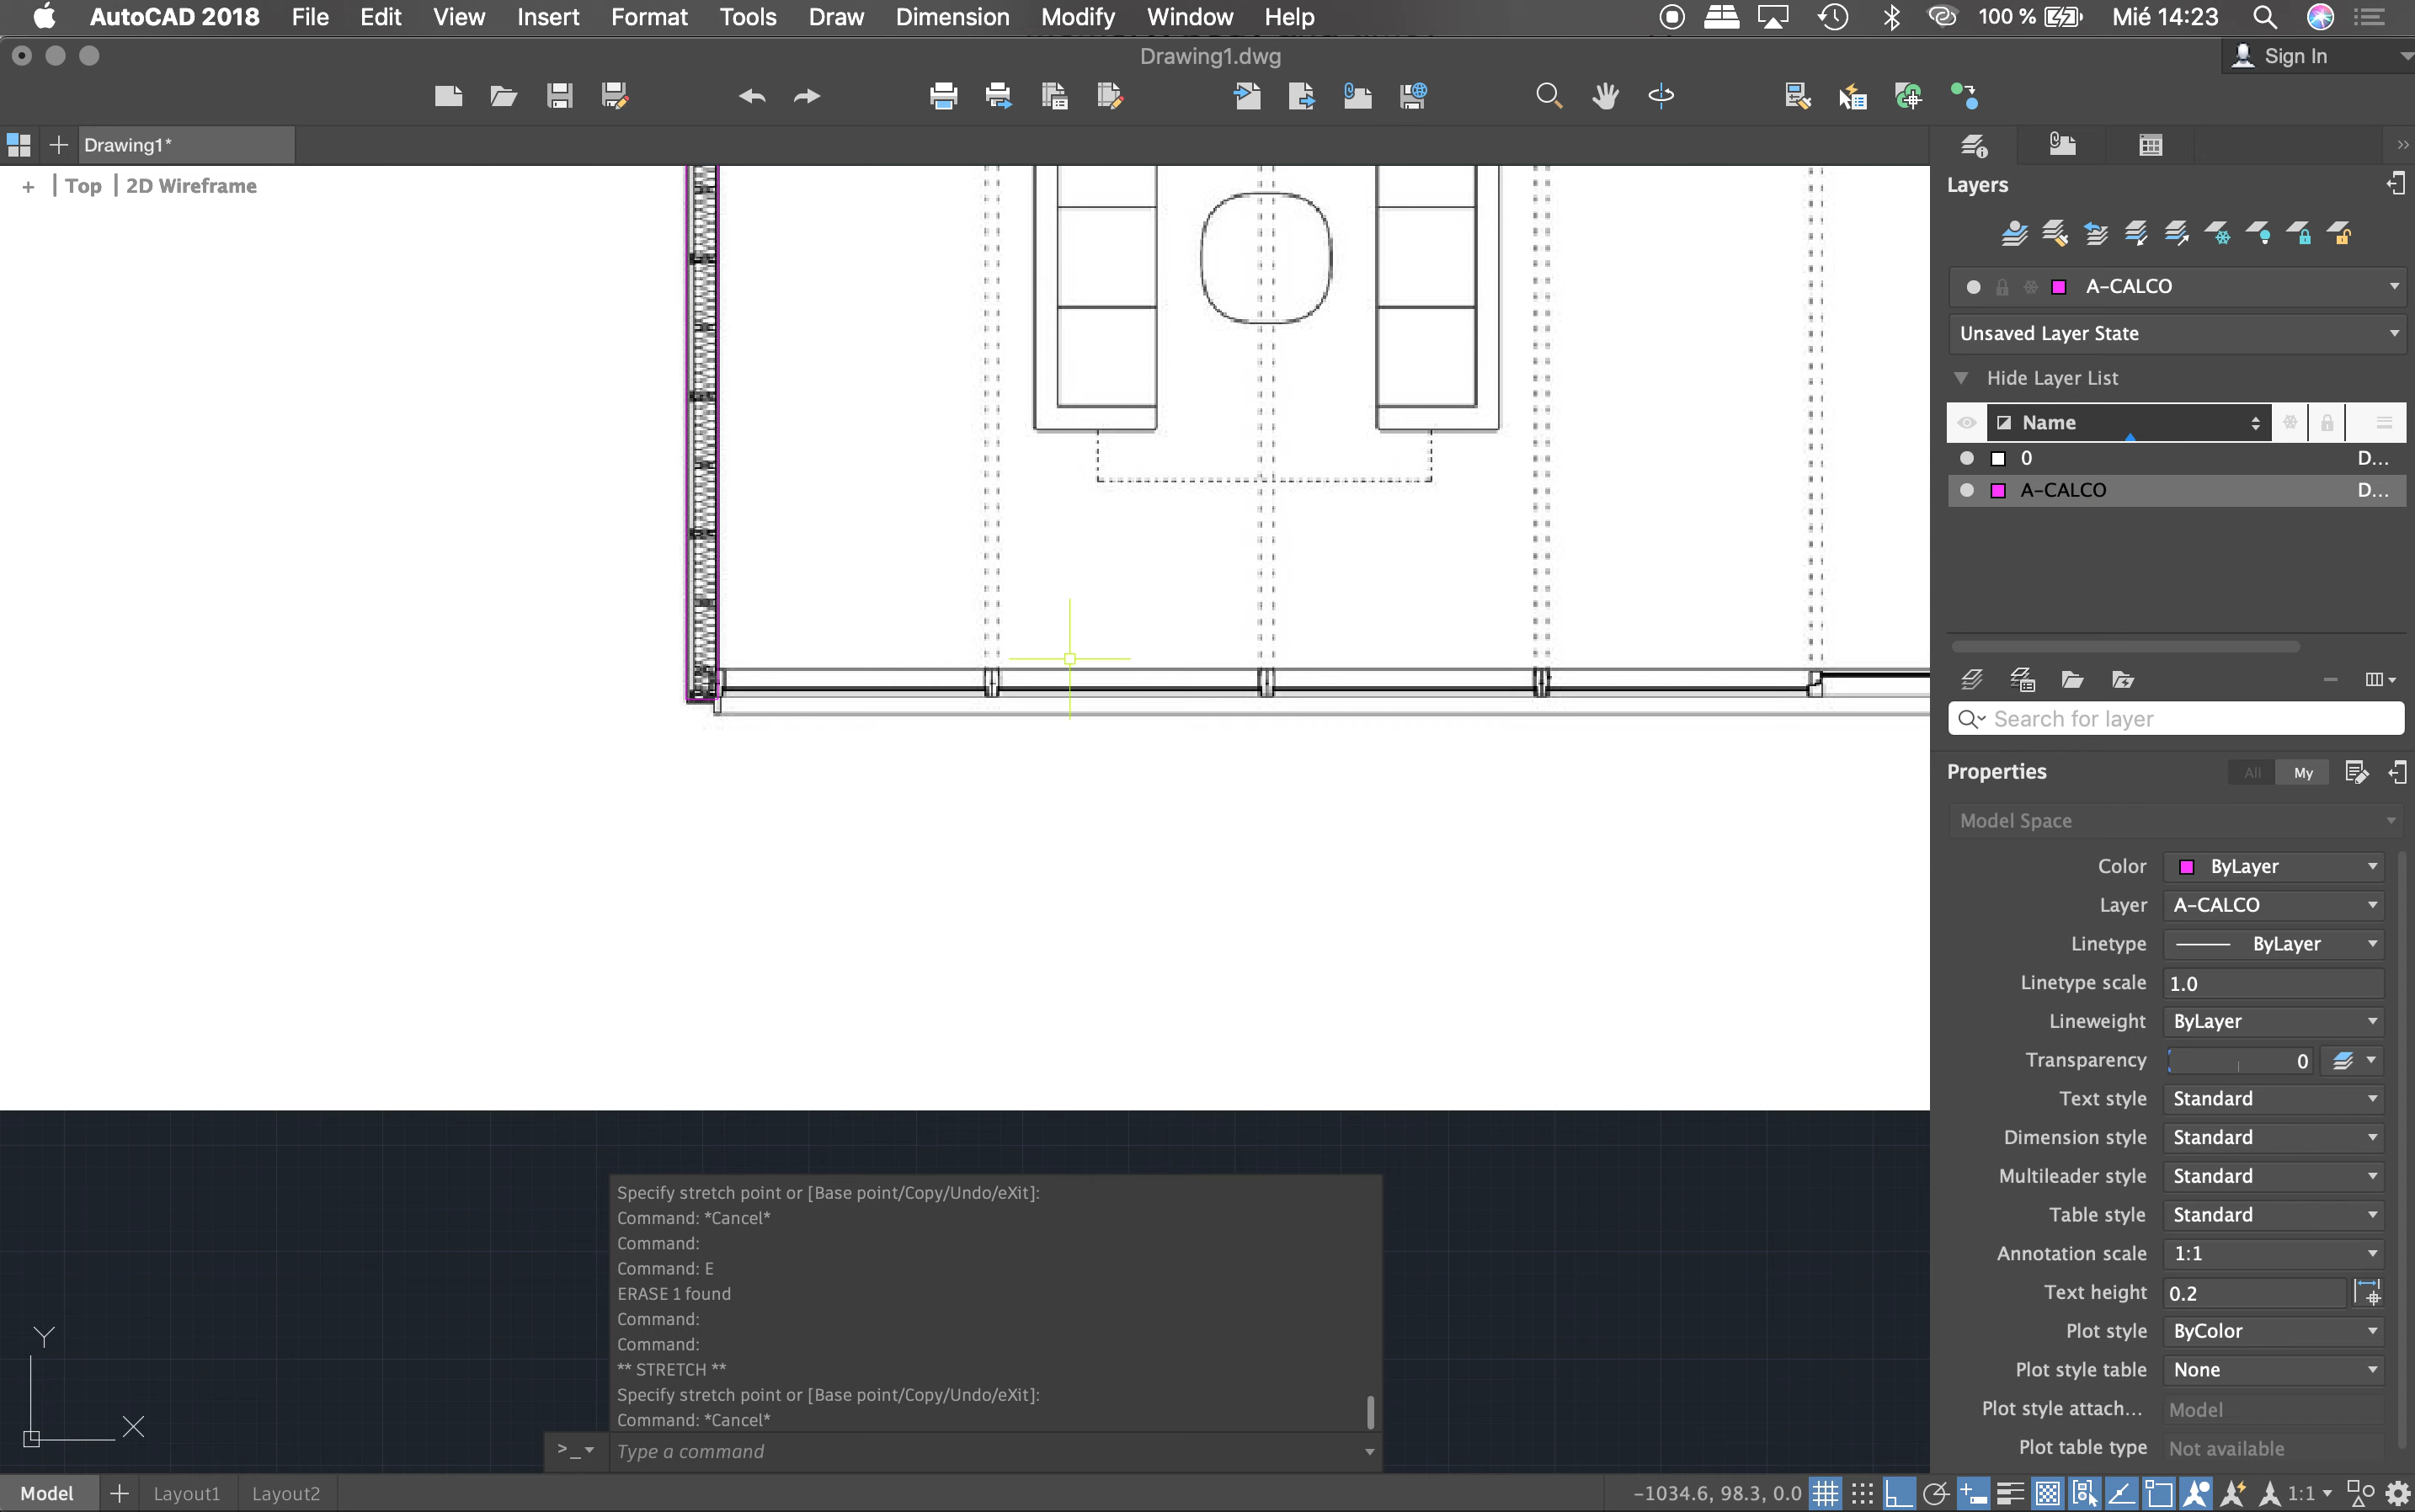 AutoCAD 2018 File Edit View Insert Format Tools Draw Dimension Modify Window Help 100 % Mié 14:23
Drawing1.dwg
Sign In
Drawing1*
+ | Top | 2D Wireframe
Layers
A-CALCO
Unsaved Layer State
Hide Layer List
Name
0 D...
A-CALCO D...
Search for layer
Properties All My
Model Space
Color ByLayer
Layer A-CALCO
Linetype ByLayer
Linetype scale 1.0
Lineweight ByLayer
Transparency 0
Text style Standard
Dimension style Standard
Multileader style Standard
Table style Standard
Annotation scale 1:1
Text height 0.2
Plot style ByColor
Plot style table None
Plot style attach... Model
Plot table type Not available
Specify stretch point or [Base point/Copy/Undo/eXit]:
Command: *Cancel*
Command:
Command: E
ERASE 1 found
Command:
Command:
** STRETCH **
Specify stretch point or [Base point/Copy/Undo/eXit]:
Command: *Cancel*
>_ Type a command
Y
X
Model + Layout1 Layout2 -1034.6, 98.3, 0.0 1:1